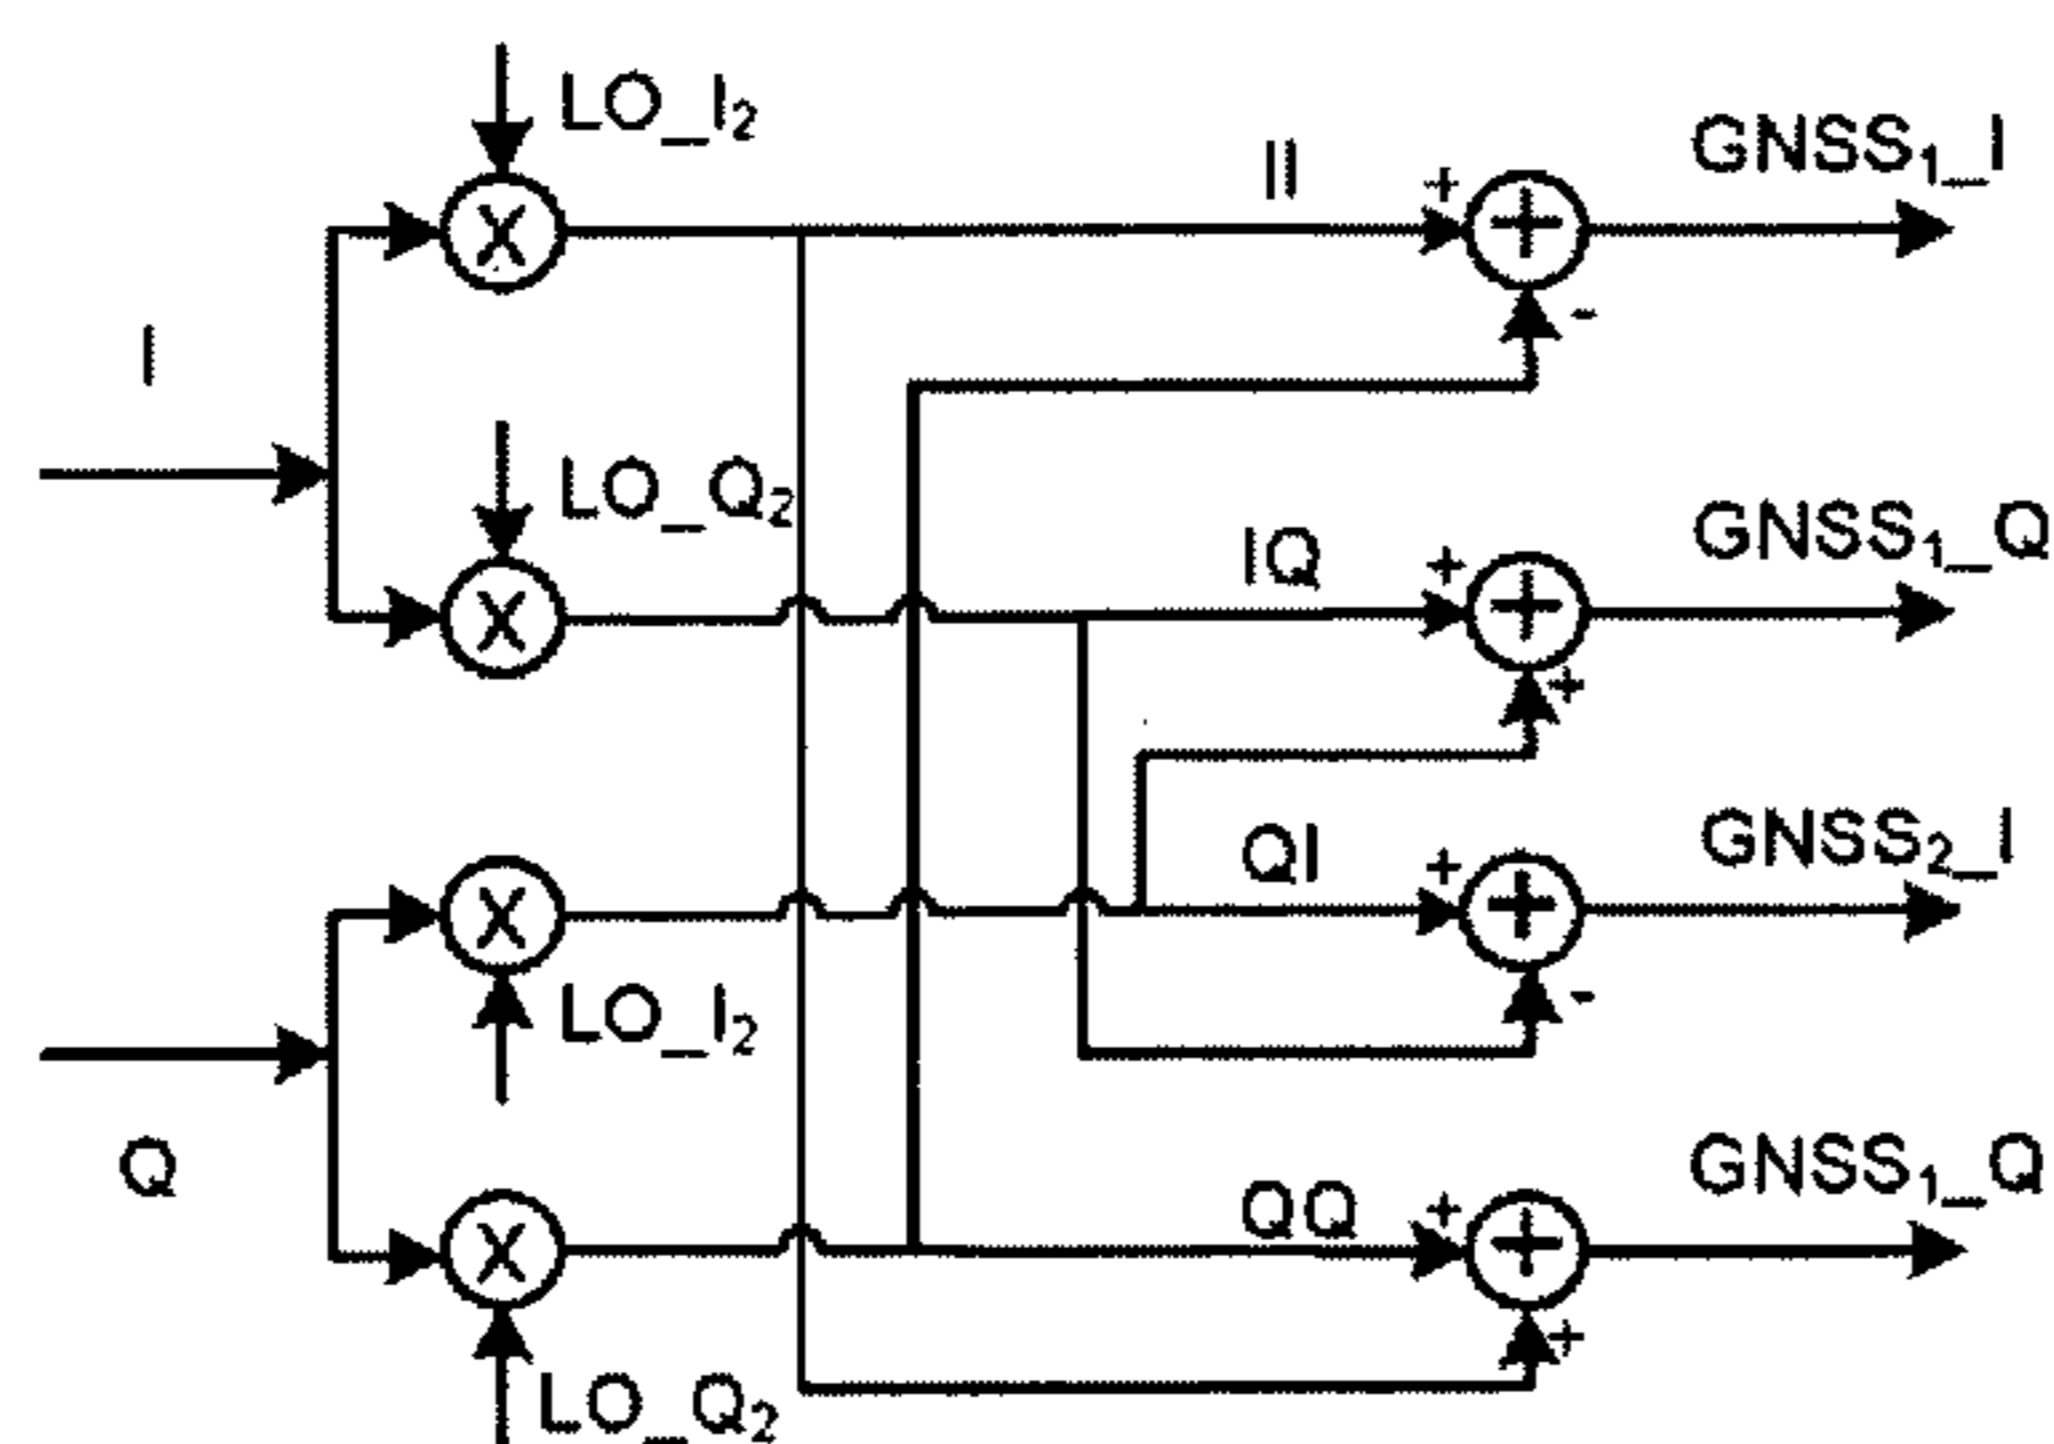 LO_I₂
II
+
GNSS₁_I
+
-
I
LO_Q₂
IQ
+
GNSS₁_Q
+
+
QI
+
GNSS₂_I
+
-
LO_I₂
Q
QQ
+
GNSS₁_Q
+
+
LO_Q₂
X
X
X
X